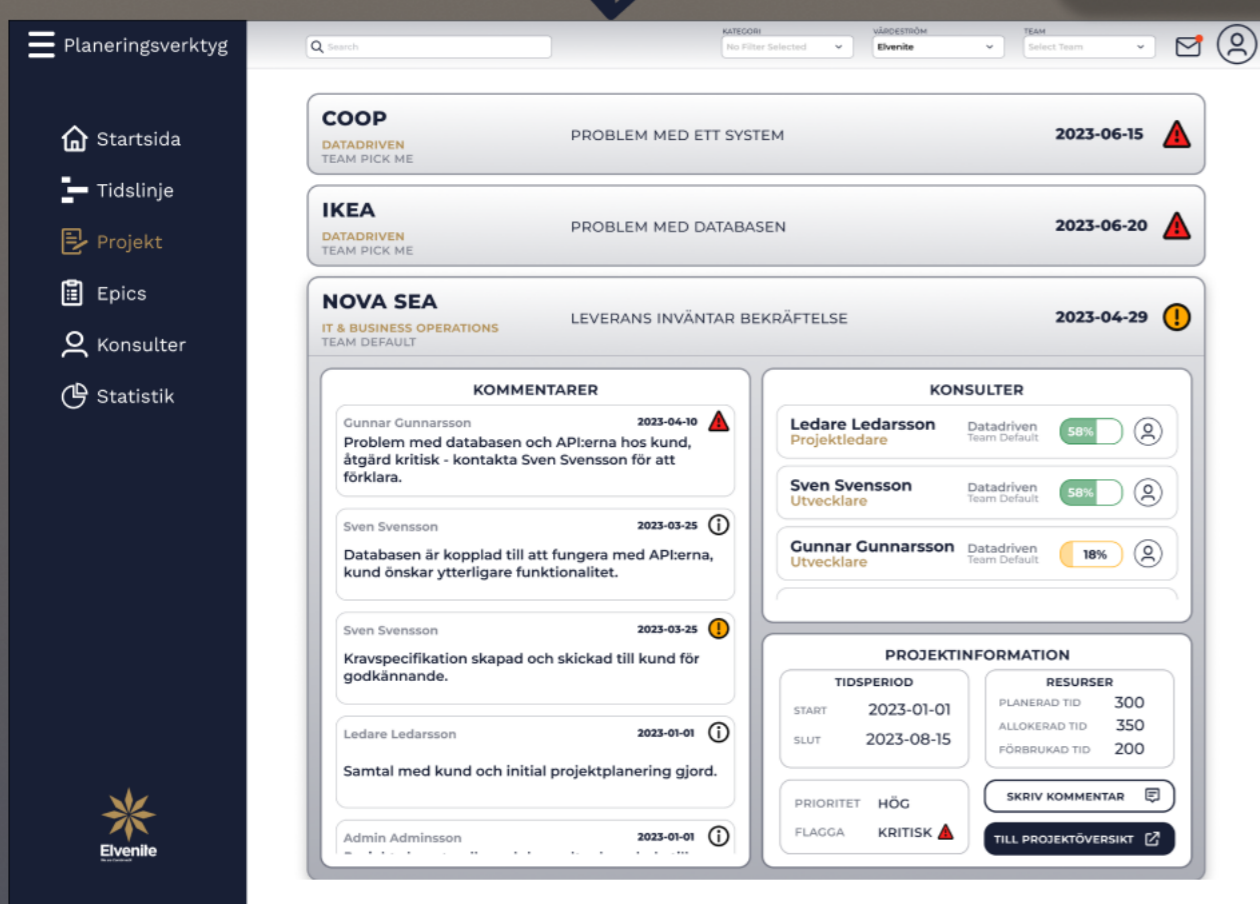 Planeringsverktyg
Search
KATEGORI
No Filter Selected
VÄRDESTRÖM
Elvenite
TEAM
Select Team
Startsida
Tidslinje
Projekt
Epics
Konsulter
Statistik
Elvenite
COOP
DATADRIVEN
TEAM PICK ME
PROBLEM MED ETT SYSTEM
2023-06-15
IKEA
DATADRIVEN
TEAM PICK ME
PROBLEM MED DATABASEN
2023-06-20
NOVA SEA
IT & BUSINESS OPERATIONS
TEAM DEFAULT
LEVERANS INVÄNTAR BEKRÄFTELSE
2023-04-29
KOMMENTARER
Gunnar Gunnarsson 2023-04-10
Problem med databasen och API:erna hos kund,
åtgärd kritisk - kontakta Sven Svensson för att
förklara.
Sven Svensson 2023-03-25
Databasen är kopplad till att fungera med API:erna,
kund önskar ytterligare funktionalitet.
Sven Svensson 2023-03-25
Kravspecifikation skapad och skickad till kund för
godkännande.
Ledare Ledarsson 2023-01-01
Samtal med kund och initial projektplanering gjord.
Admin Adminsson 2023-01-01
KONSULTER
Ledare Ledarsson
Projektledare
Datadriven
Team Default
58%
Sven Svensson
Utvecklare
Datadriven
Team Default
58%
Gunnar Gunnarsson
Utvecklare
Datadriven
Team Default
18%
PROJEKTINFORMATION
TIDSPERIOD
START 2023-01-01
SLUT 2023-08-15
RESURSER
PLANERAD TID 300
ALLOKERAD TID 350
FÖRBRUKAD TID 200
PRIORITET HÖG
FLAGGA KRITISK
SKRIV KOMMENTAR
TILL PROJEKTÖVERSIKT